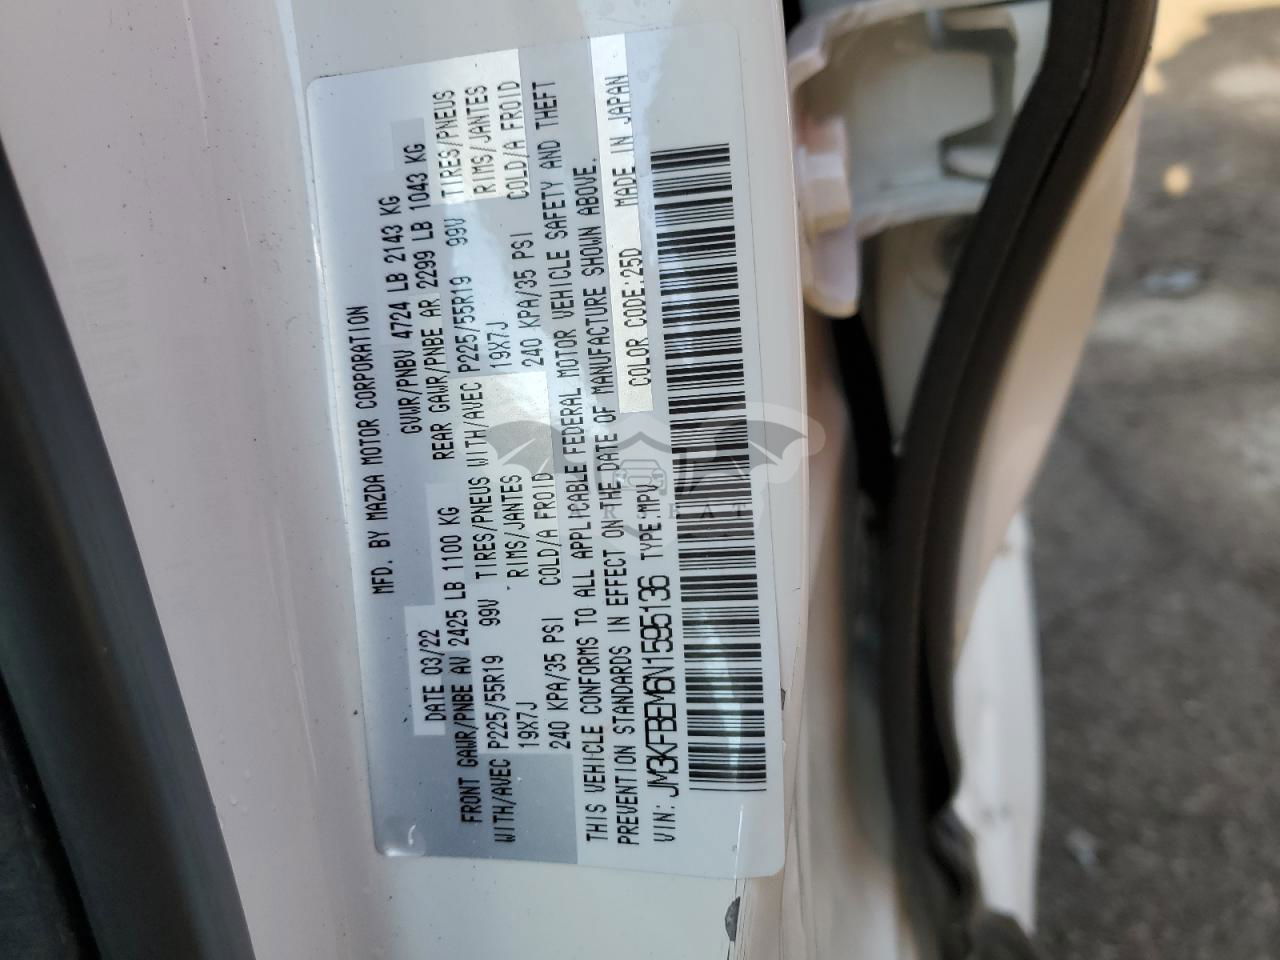 MFD. BY MAZDA MOTOR CORPORATION
DATE 03/22 GVWR/PNBV 4724 LB 2143 KG
FRONT GAWR/PNBE AV 2425 LB 1100 KG REAR GAWR/PNBE AR 2299 LB 1043 KG
WITH/AVEC P225/55R19 99V TIRES/PNEUS WITH/AVEC P225/55R19 99V TIRES/PNEUS
19X7J RIMS/JANTES 19X7J RIMS/JANTES
240 KPA/35 PSI COLD/A FROID 240 KPA/35 PSI COLD/A FROID
THIS VEHICLE CONFORMS TO ALL APPLICABLE FEDERAL MOTOR VEHICLE SAFETY AND THEFT
PREVENTION STANDARDS IN EFFECT ON THE DATE OF MANUFACTURE SHOWN ABOVE.
VIN: JM3KFBEM6N1595136 TYPE:MPV COLOR CODE:25D MADE IN JAPAN